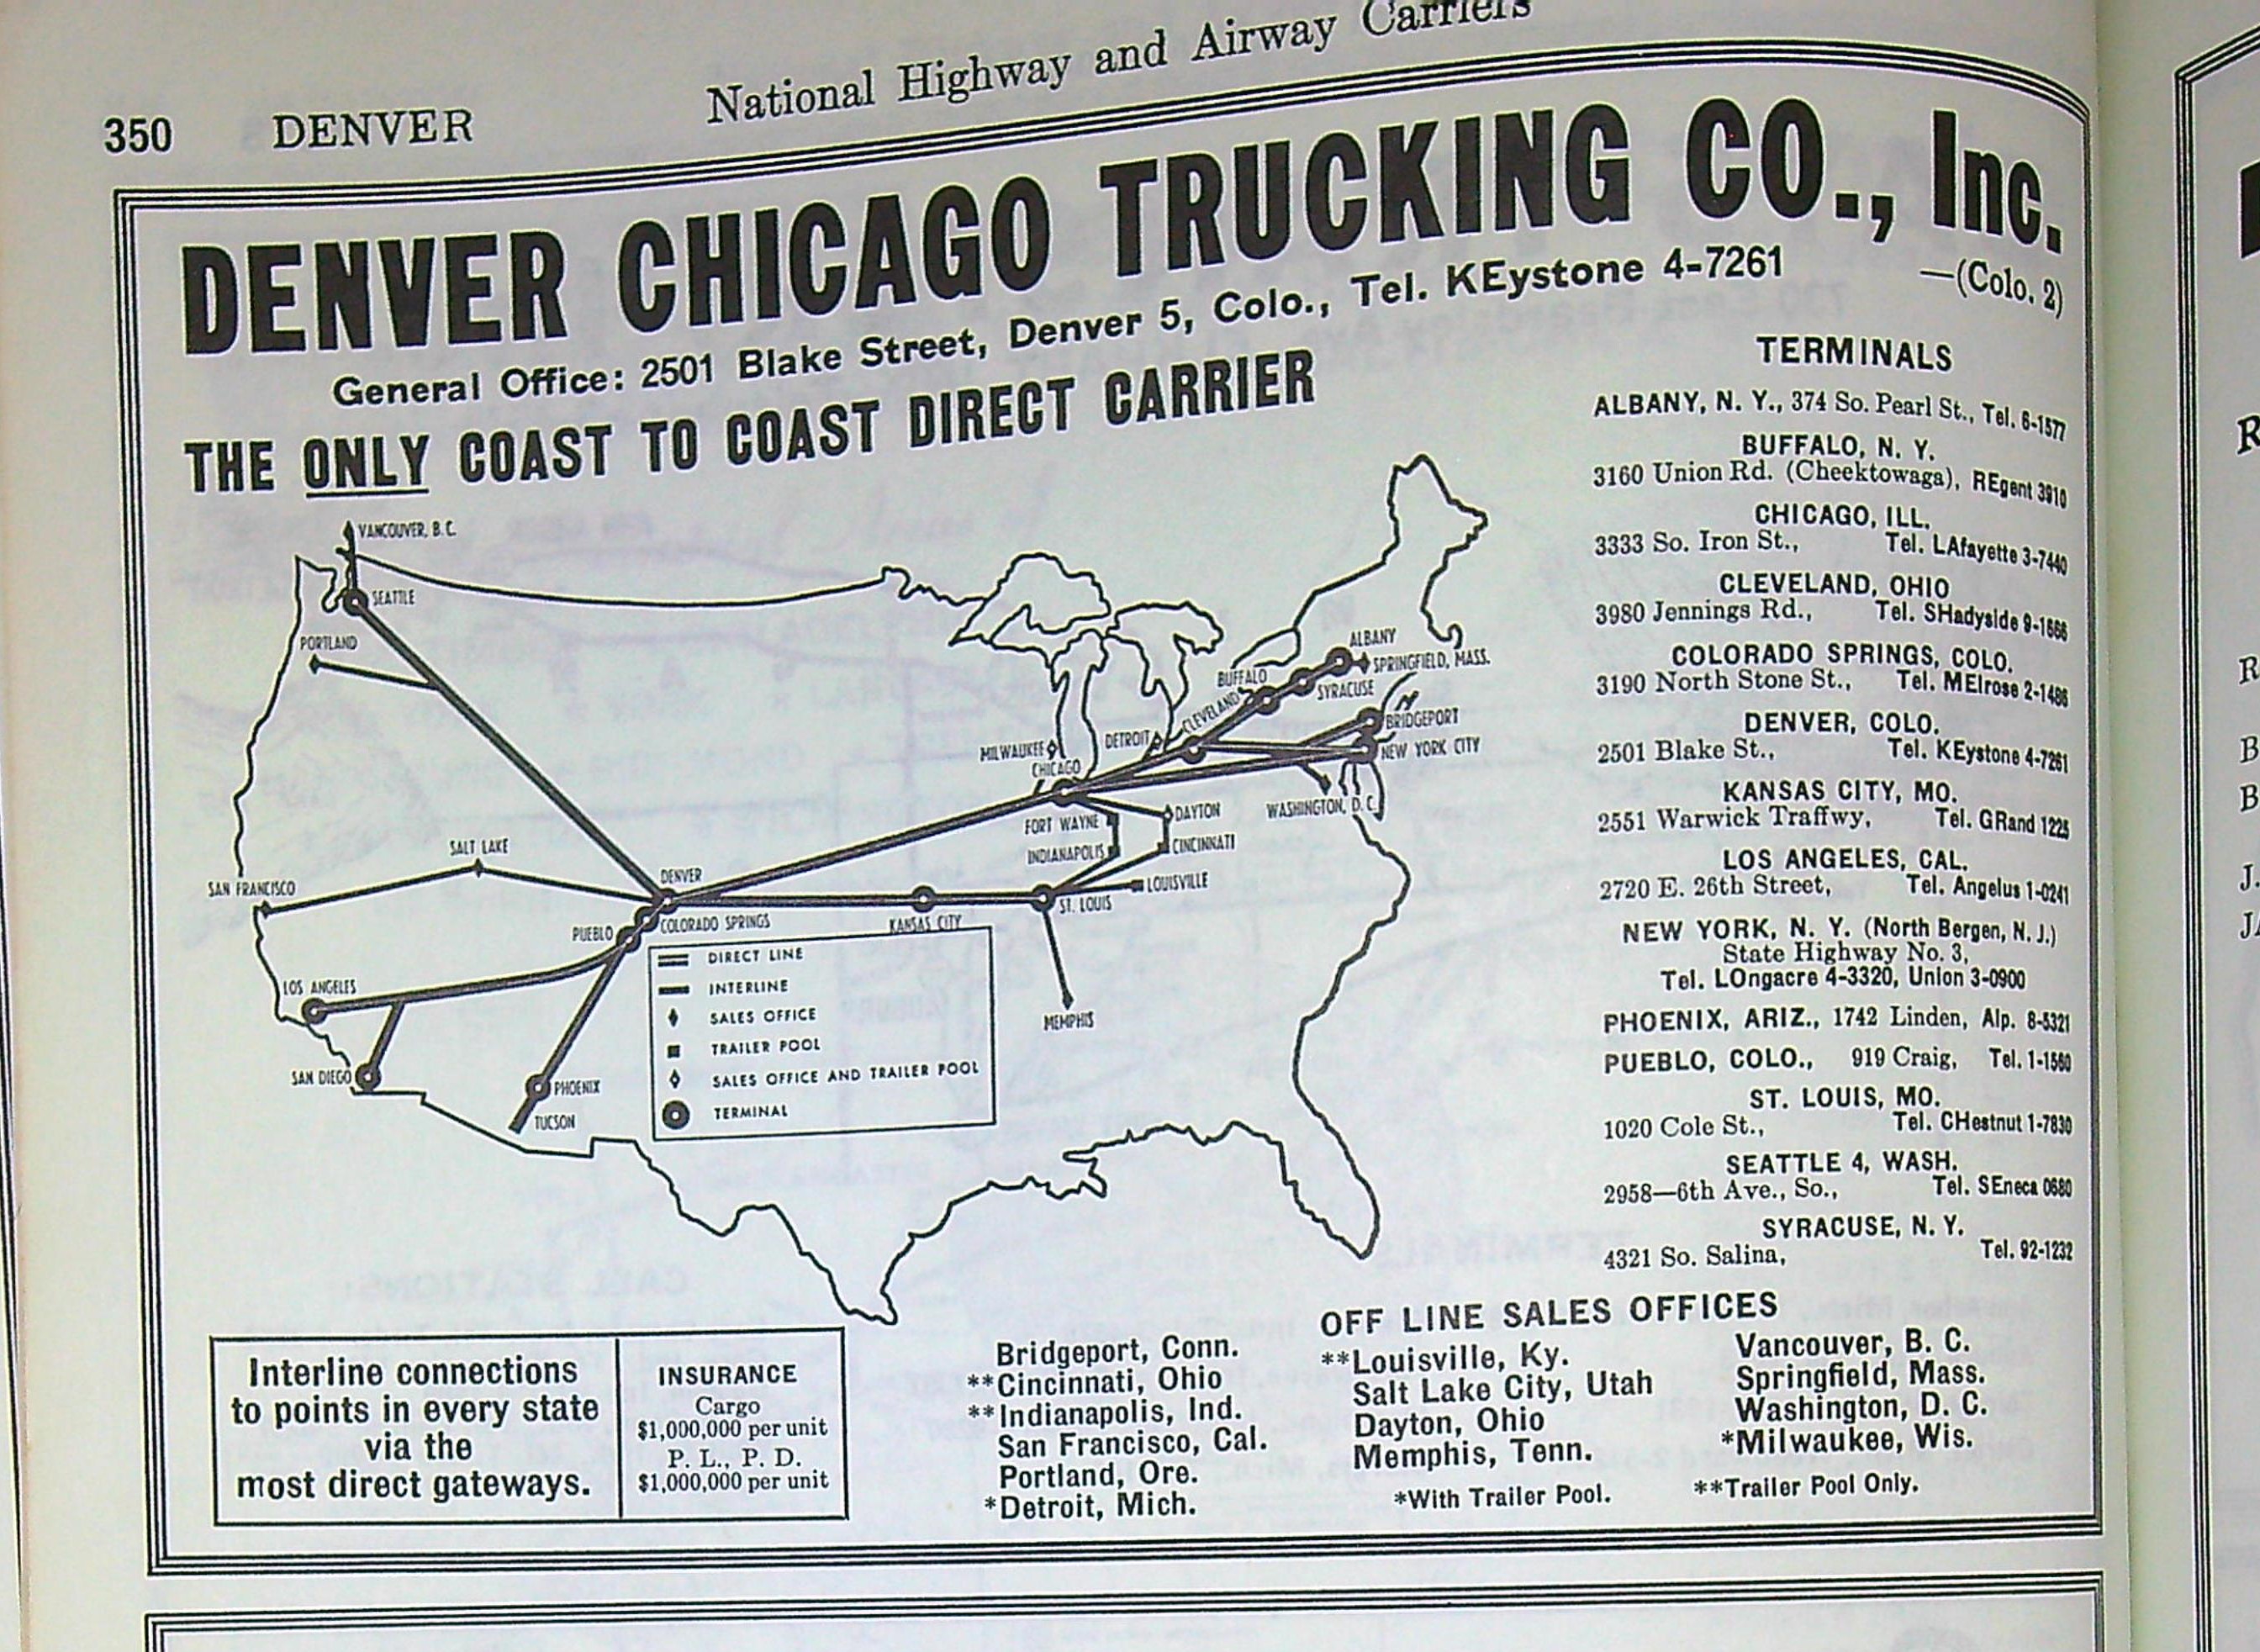 350 DENVER National Highway and Airway Carriers
DENVER CHICAGO TRUCKING CO., Inc.
—(Colo. 2)
General Office: 2501 Blake Street, Denver 5, Colo., Tel. KEystone 4-7261
THE ONLY COAST TO COAST DIRECT CARRIER
VANCOUVER, B. C.
SEATTLE
PORTLAND
SALT LAKE
SAN FRANCISCO
LOS ANGELES
SAN DIEGO
PHOENIX
TUCSON
DENVER
COLORADO SPRINGS
PUEBLO
KANSAS CITY
ST. LOUIS
MEMPHIS
LOUISVILLE
CINCINNATI
DAYTON
FORT WAYNE
INDIANAPOLIS
CHICAGO
MILWAUKEE
DETROIT
CLEVELAND
BUFFALO
SYRACUSE
ALBANY
SPRINGFIELD, MASS.
BRIDGEPORT
NEW YORK CITY
WASHINGTON, D. C.
DIRECT LINE
INTERLINE
SALES OFFICE
TRAILER POOL
SALES OFFICE AND TRAILER POOL
TERMINAL
TERMINALS
ALBANY, N. Y., 374 So. Pearl St., Tel. 6-1577
BUFFALO, N. Y.
3160 Union Rd. (Cheektowaga), REgent 3910
CHICAGO, ILL.
3333 So. Iron St., Tel. LAfayette 3-7440
CLEVELAND, OHIO
3980 Jennings Rd., Tel. SHadyside 9-1666
COLORADO SPRINGS, COLO.
3190 North Stone St., Tel. MElrose 2-1486
DENVER, COLO.
2501 Blake St., Tel. KEystone 4-7261
KANSAS CITY, MO.
2551 Warwick Traffwy, Tel. GRand 1225
LOS ANGELES, CAL.
2720 E. 26th Street, Tel. Angelus 1-0241
NEW YORK, N. Y. (North Bergen, N. J.)
State Highway No. 3,
Tel. LOngacre 4-3320, Union 3-0900
PHOENIX, ARIZ., 1742 Linden, Alp. 8-5321
PUEBLO, COLO., 919 Craig, Tel. 1-1560
ST. LOUIS, MO.
1020 Cole St., Tel. CHestnut 1-7830
SEATTLE 4, WASH.
2958—6th Ave., So., Tel. SEneca 0680
SYRACUSE, N. Y.
4321 So. Salina, Tel. 92-1232
Interline connections
to points in every state
via the
most direct gateways.
INSURANCE
Cargo
$1,000,000 per unit
P. L., P. D.
$1,000,000 per unit
OFF LINE SALES OFFICES
Bridgeport, Conn.
**Cincinnati, Ohio
**Indianapolis, Ind.
San Francisco, Cal.
Portland, Ore.
*Detroit, Mich.
**Louisville, Ky.
Salt Lake City, Utah
Dayton, Ohio
Memphis, Tenn.
Vancouver, B. C.
Springfield, Mass.
Washington, D. C.
*Milwaukee, Wis.
*With Trailer Pool. **Trailer Pool Only.